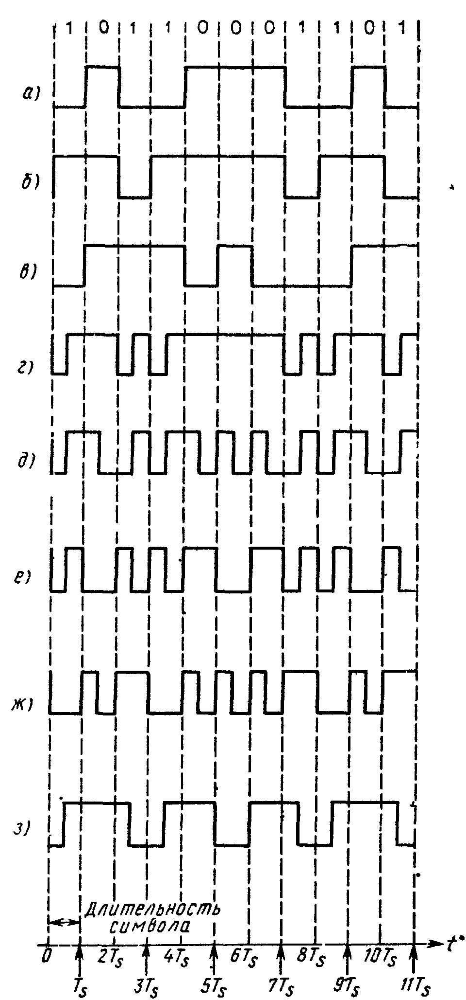 1 0 1 1 0 0 0 1 1 0 1
а)
б)
в)
г)
д)
е)
ж)
з)
Длительность
символа
0 2Ts 4Ts 6Ts 8Ts 10Ts t
Ts 3Ts 5Ts 7Ts 9Ts 11Ts